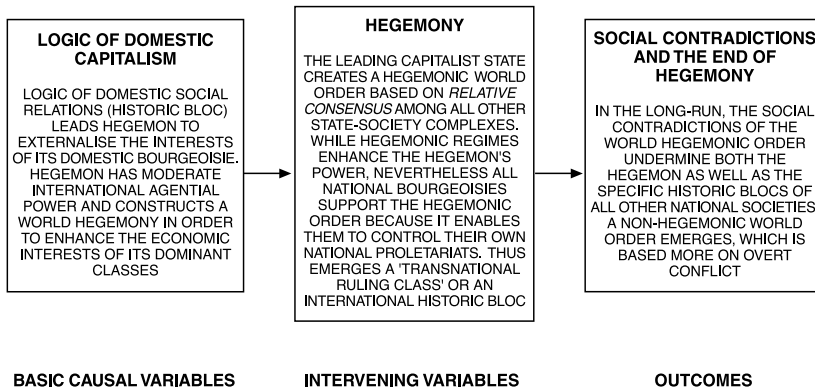 LOGIC OF DOMESTIC
CAPITALISM
LOGIC OF DOMESTIC SOCIAL
RELATIONS (HISTORIC BLOC)
LEADS HEGEMON TO
EXTERNALISE THE INTERESTS
OF ITS DOMESTIC BOURGEOISIE.
HEGEMON HAS MODERATE
INTERNATIONAL AGENTIAL
POWER AND CONSTRUCTS A
WORLD HEGEMONY IN ORDER
TO ENHANCE THE ECONOMIC
INTERESTS OF ITS DOMINANT
CLASSES
HEGEMONY
THE LEADING CAPITALIST STATE
CREATES A HEGEMONIC WORLD
ORDER BASED ON RELATIVE
CONSENSUS AMONG ALL OTHER
STATE-SOCIETY COMPLEXES.
WHILE HEGEMONIC REGIMES
ENHANCE THE HEGEMON'S
POWER, NEVERTHELESS ALL
NATIONAL BOURGEOISIES
SUPPORT THE HEGEMONIC
ORDER BECAUSE IT ENABLES
THEM TO CONTROL THEIR OWN
NATIONAL PROLETARIATS. THUS
EMERGES A 'TRANSNATIONAL
RULING CLASS' OR AN
INTERNATIONAL HISTORIC BLOC
SOCIAL CONTRADICTIONS
AND THE END OF
HEGEMONY
IN THE LONG-RUN, THE SOCIAL
CONTRADICTIONS OF THE
WORLD HEGEMONIC ORDER
UNDERMINE BOTH THE
HEGEMON AS WELL AS THE
SPECIFIC HISTORIC BLOCS OF
ALL OTHER NATIONAL SOCIETIES.
A NON-HEGEMONIC WORLD
ORDER EMERGES, WHICH IS
BASED MORE ON OVERT
CONFLICT
BASIC CAUSAL VARIABLES
INTERVENING VARIABLES
OUTCOMES